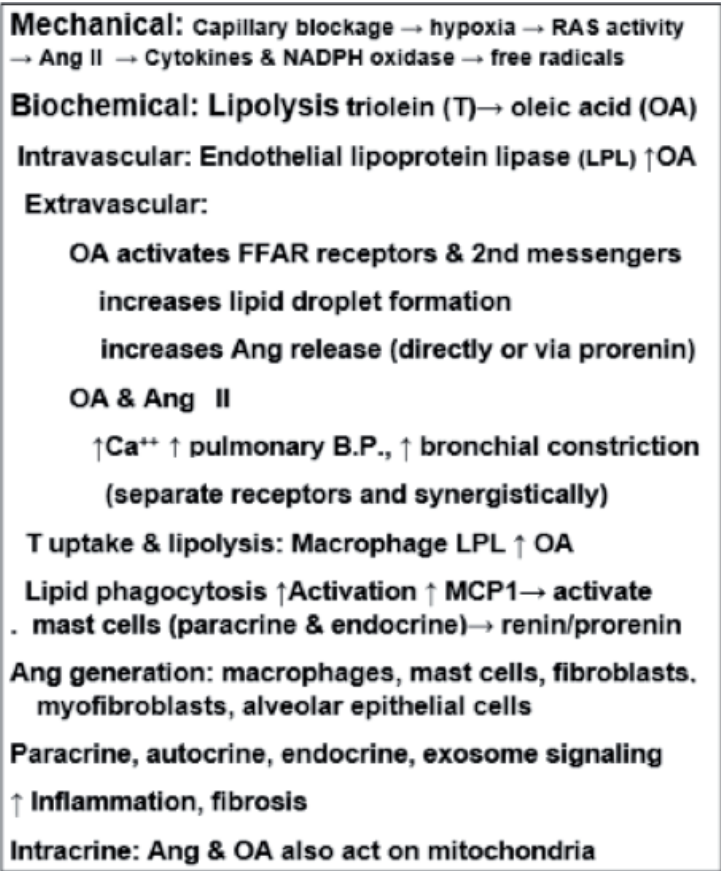 Mechanical: Capillary blockage → hypoxia → RAS activity
→ Ang II → Cytokines & NADPH oxidase → free radicals
Biochemical: Lipolysis triolein (T)→ oleic acid (OA)
Intravascular: Endothelial lipoprotein lipase (LPL) ↑OA
Extravascular:
OA activates FFAR receptors & 2nd messengers
increases lipid droplet formation
increases Ang release (directly or via prorenin)
OA & Ang II
↑Ca⁺⁺ ↑ pulmonary B.P., ↑ bronchial constriction
(separate receptors and synergistically)
T uptake & lipolysis: Macrophage LPL ↑ OA
Lipid phagocytosis ↑Activation ↑ MCP1→ activate
. mast cells (paracrine & endocrine)→ renin/prorenin
Ang generation: macrophages, mast cells, fibroblasts.
myofibroblasts, alveolar epithelial cells
Paracrine, autocrine, endocrine, exosome signaling
↑ Inflammation, fibrosis
Intracrine: Ang & OA also act on mitochondria